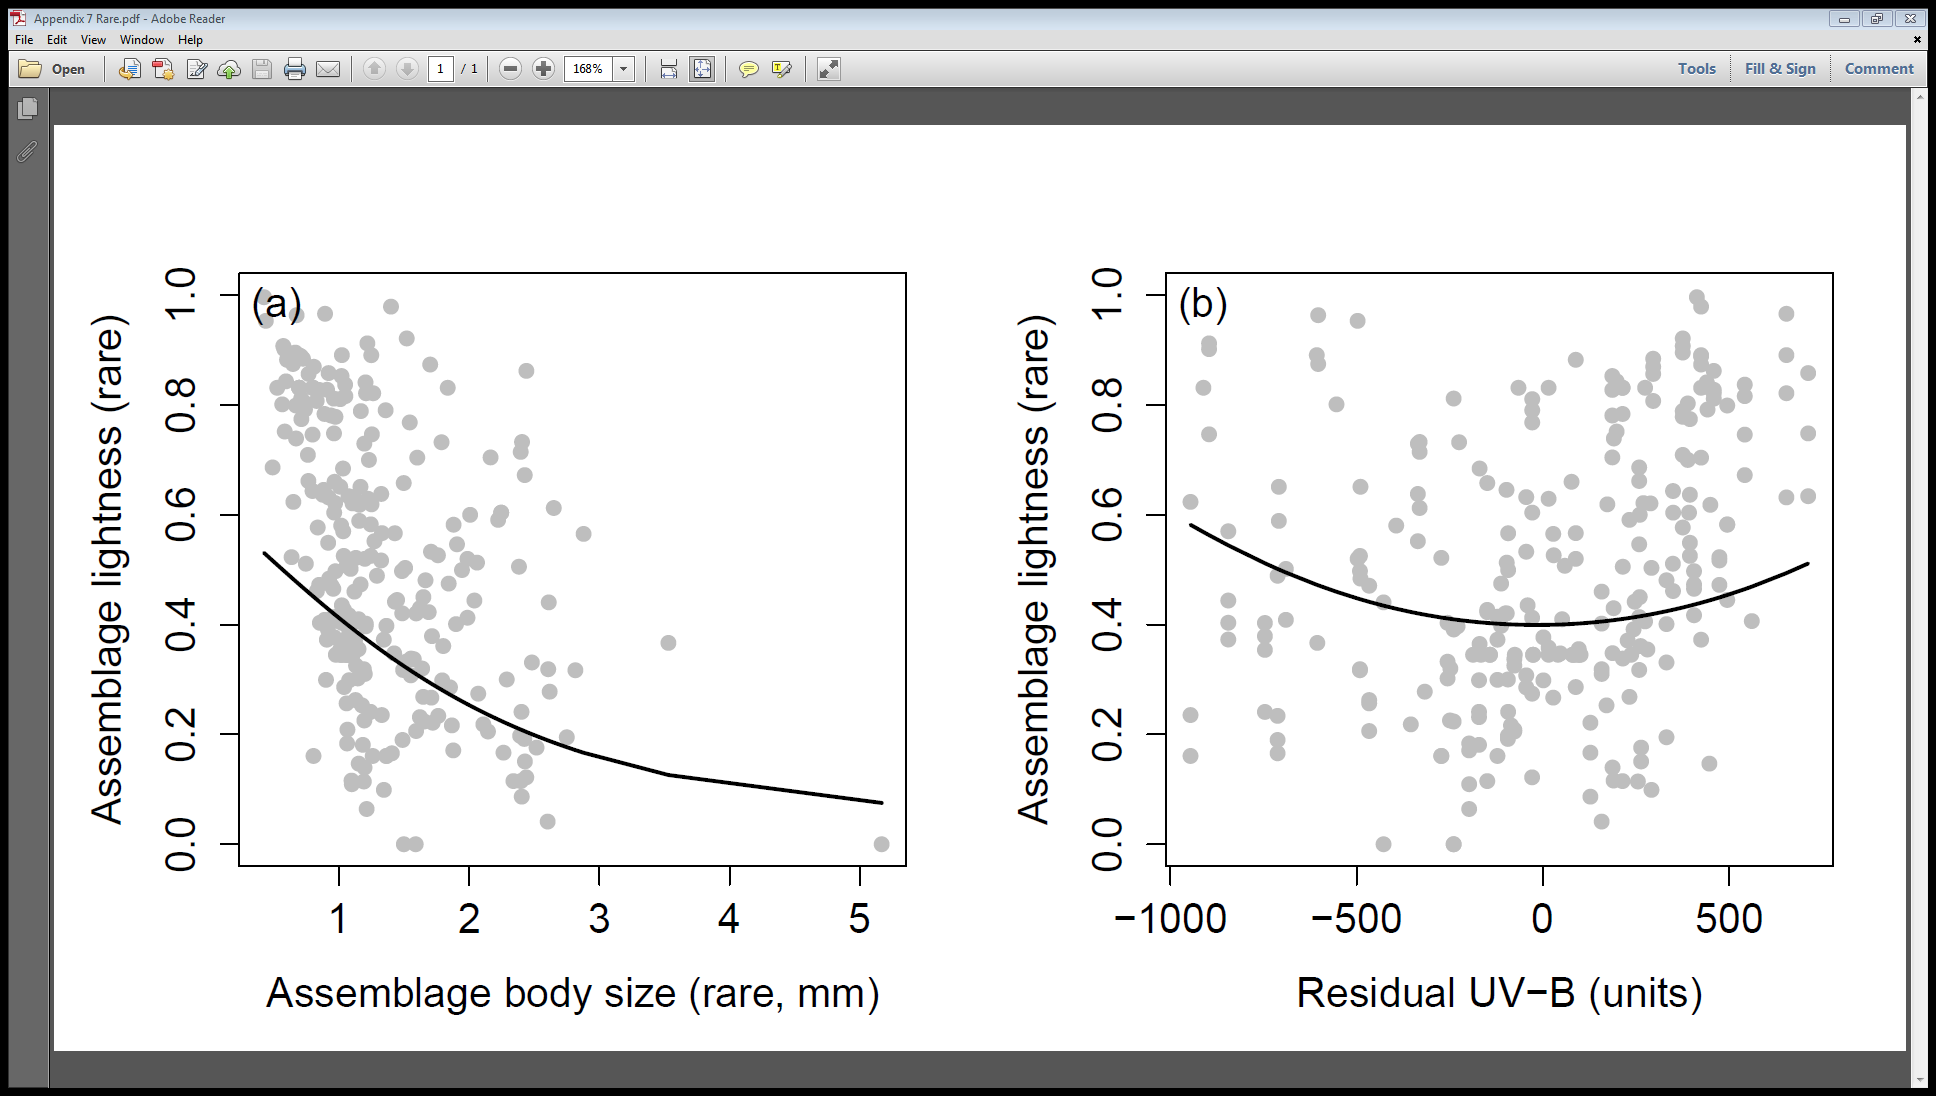 Appendix 7 Rare.pdf - Adobe Reader
File Edit View Window Help
Open 1 / 1 168% Tools Fill & Sign Comment
(a)
Assemblage lightness (rare)
1.0
0.8
0.6
0.4
0.2
0.0
1 2 3 4 5
Assemblage body size (rare, mm)
(b)
Assemblage lightness (rare)
1.0
0.8
0.6
0.4
0.2
0.0
−1000 −500 0 500
Residual UV−B (units)